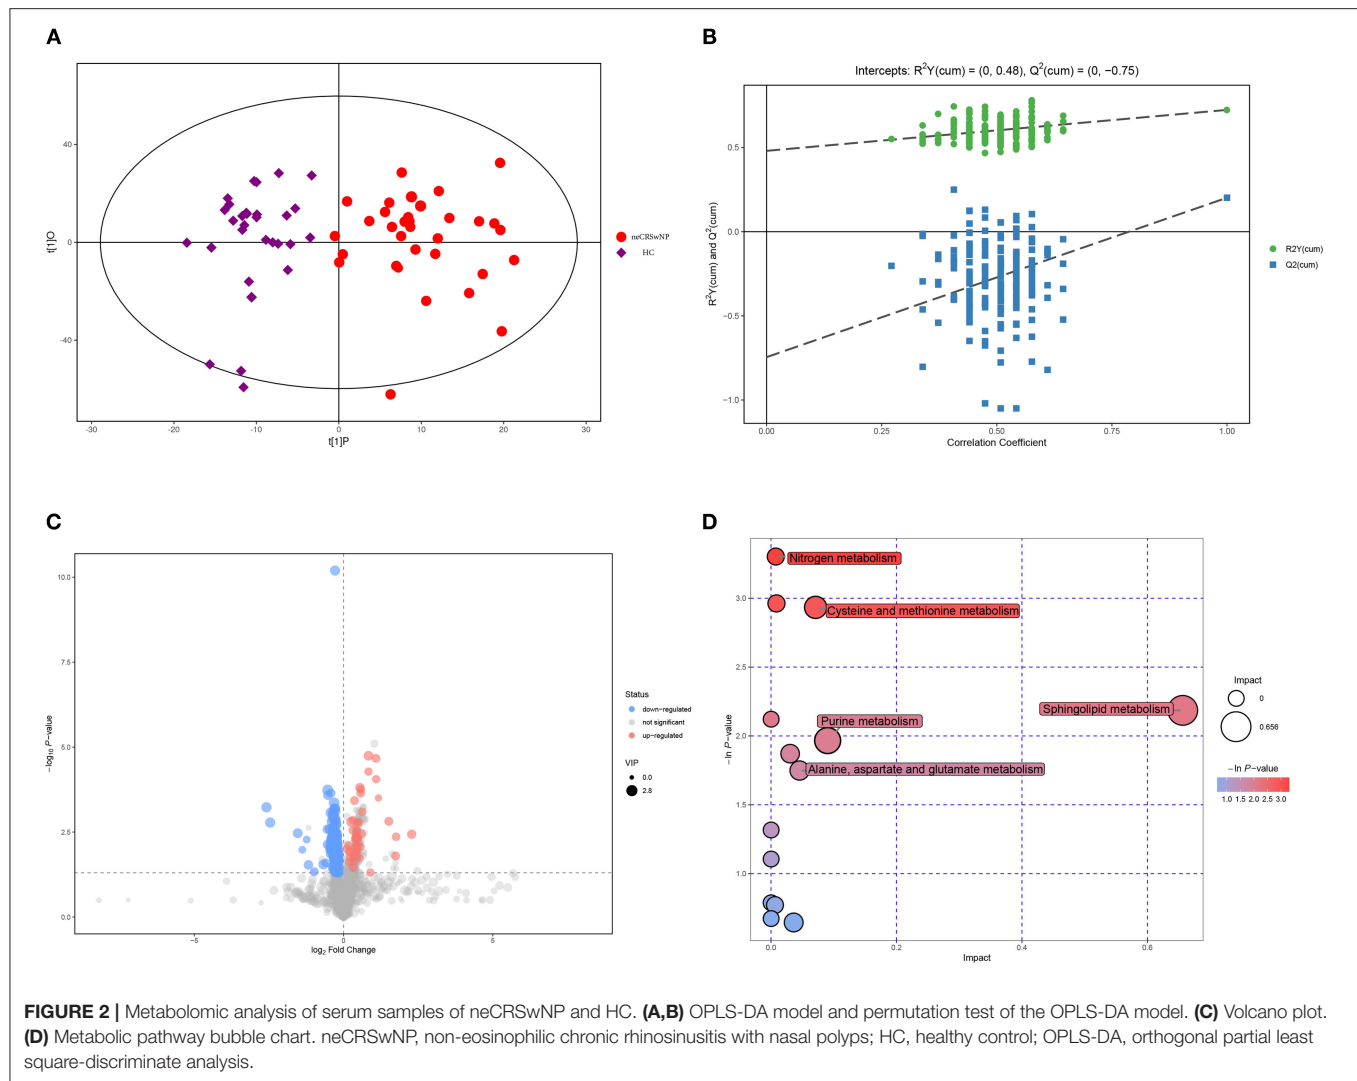 A
t[1]O
40
0
-40
-30
-20
-10
0
10
20
30
t[1]P
neCRSwNP
HC
B
Intercepts: R²Y(cum) = (0, 0.48), Q²(cum) = (0, −0.75)
R²Y(cum) and Q²(cum)
0.5
0.0
−0.5
−1.0
0.00
0.25
0.50
0.75
1.00
Correlation Coefficient
R2Y(cum)
Q2(cum)
C
−log₁₀ P−value
10.0
7.5
5.0
2.5
0.0
−5
0
5
log₂ Fold Change
Status
down−regulated
not significant
up−regulated
VIP
0.0
2.8
D
−ln P−value
3.0
2.5
2.0
1.5
1.0
0.0
0.2
0.4
0.6
Impact
Nitrogen metabolism
Cysteine and methionine metabolism
Sphingolipid metabolism
Purine metabolism
Alanine, aspartate and glutamate metabolism
Impact
0
0.656
−ln P−value
1.0 1.5 2.0 2.5 3.0
FIGURE 2 | Metabolomic analysis of serum samples of neCRSwNP and HC. (A,B) OPLS-DA model and permutation test of the OPLS-DA model. (C) Volcano plot.
(D) Metabolic pathway bubble chart. neCRSwNP, non-eosinophilic chronic rhinosinusitis with nasal polyps; HC, healthy control; OPLS-DA, orthogonal partial least
square-discriminate analysis.